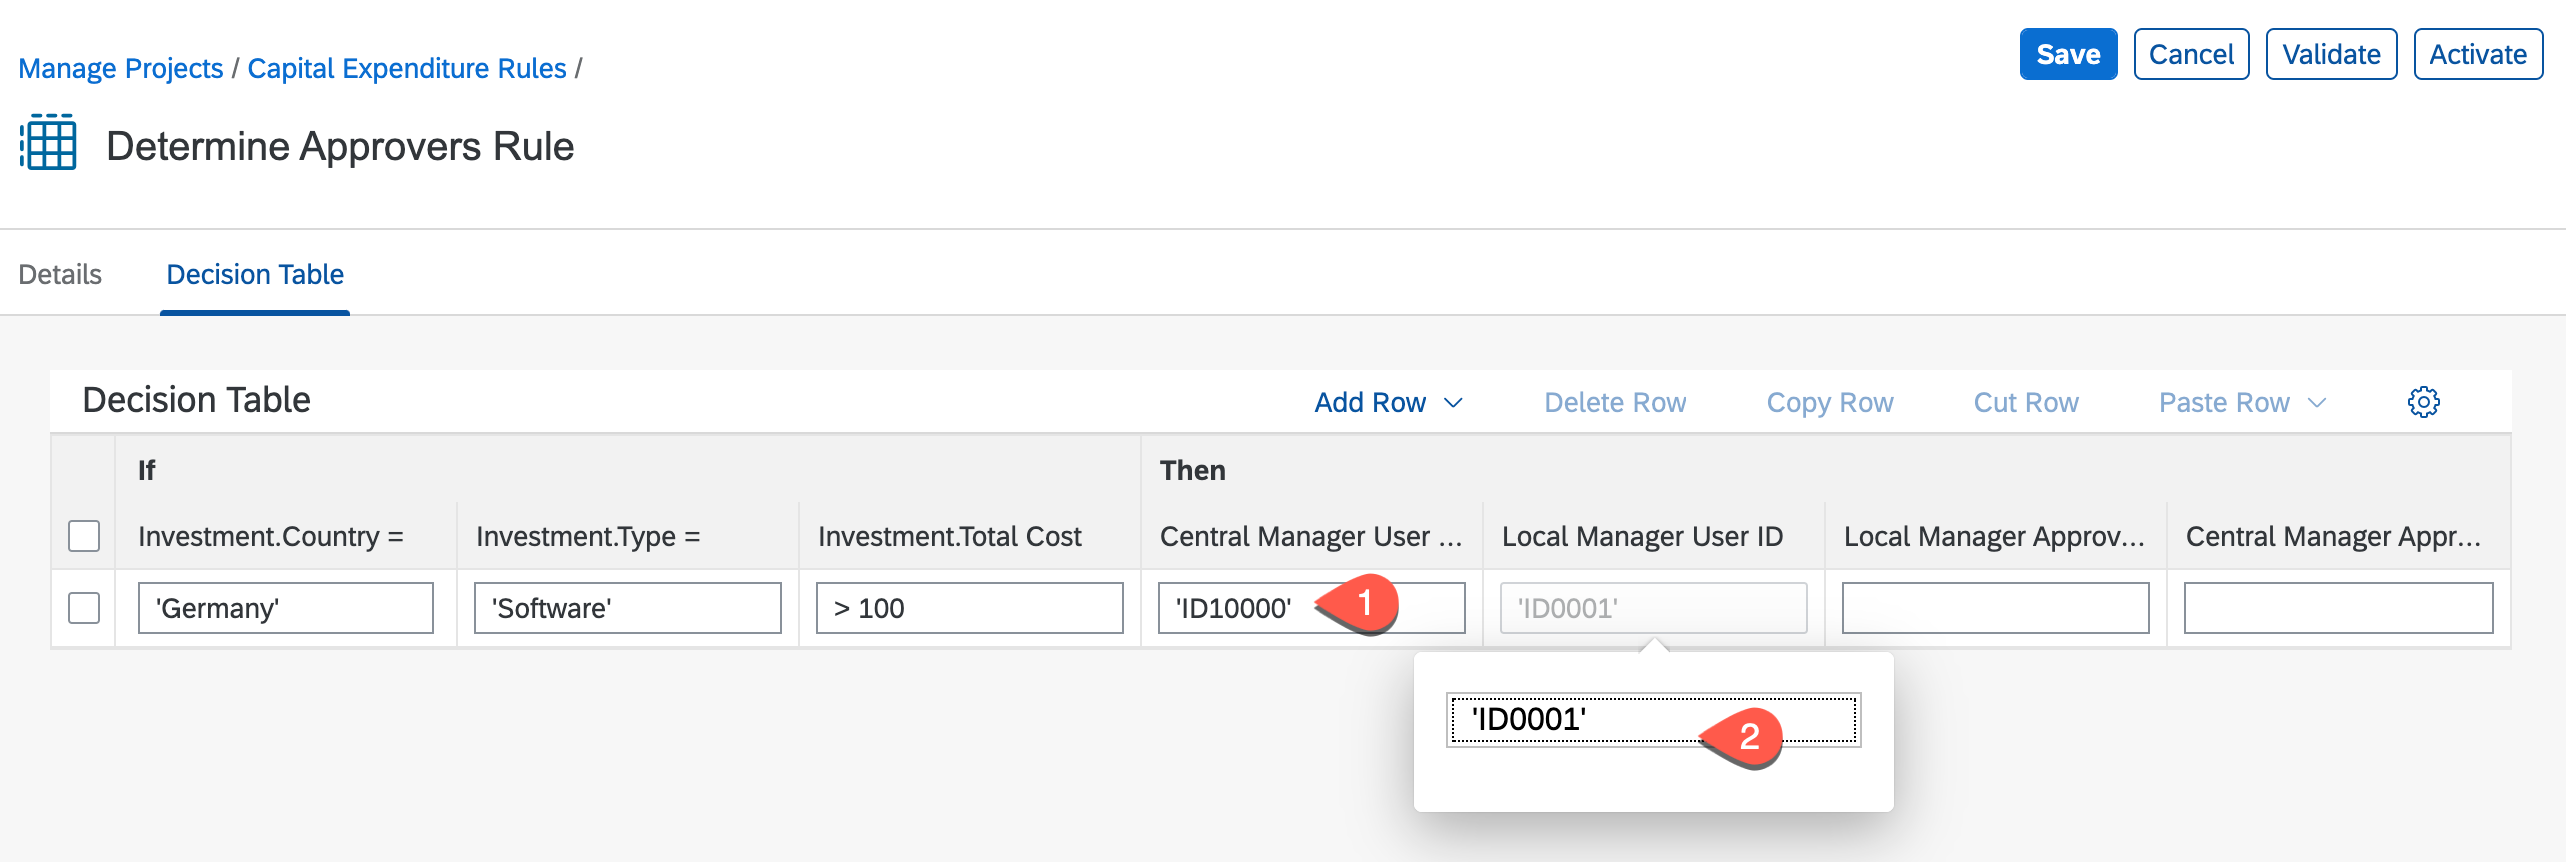 Save Cancel Validate Activate
Manage Projects / Capital Expenditure Rules /
Determine Approvers Rule
Details Decision Table
Decision Table Add Row Delete Row Copy Row Cut Row Paste Row
If Then
Investment.Country = Investment.Type = Investment.Total Cost Central Manager User ... Local Manager User ID Local Manager Approv... Central Manager Appr...
'Germany' 'Software' > 100 'ID10000' 1 'ID0001'
'ID0001' 2